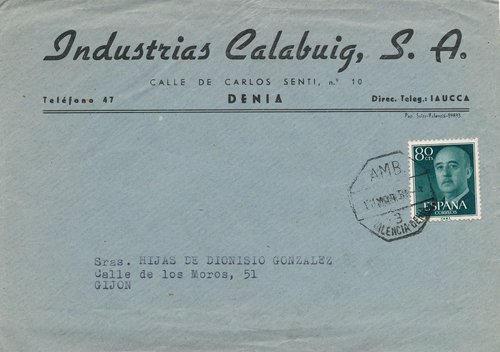 Industrias Calabuig, S. A.
CALLE DE CARLOS SENTI, n.º 10
Teléfono 47 DENIA Direc. Teleg.: IAUCCA
80 CTS
ESPAÑA
CORREOS
AMB.
3
Sras. HIJAS DE DIONISIO GONZALEZ
Calle de los Moros, 51
GIJON